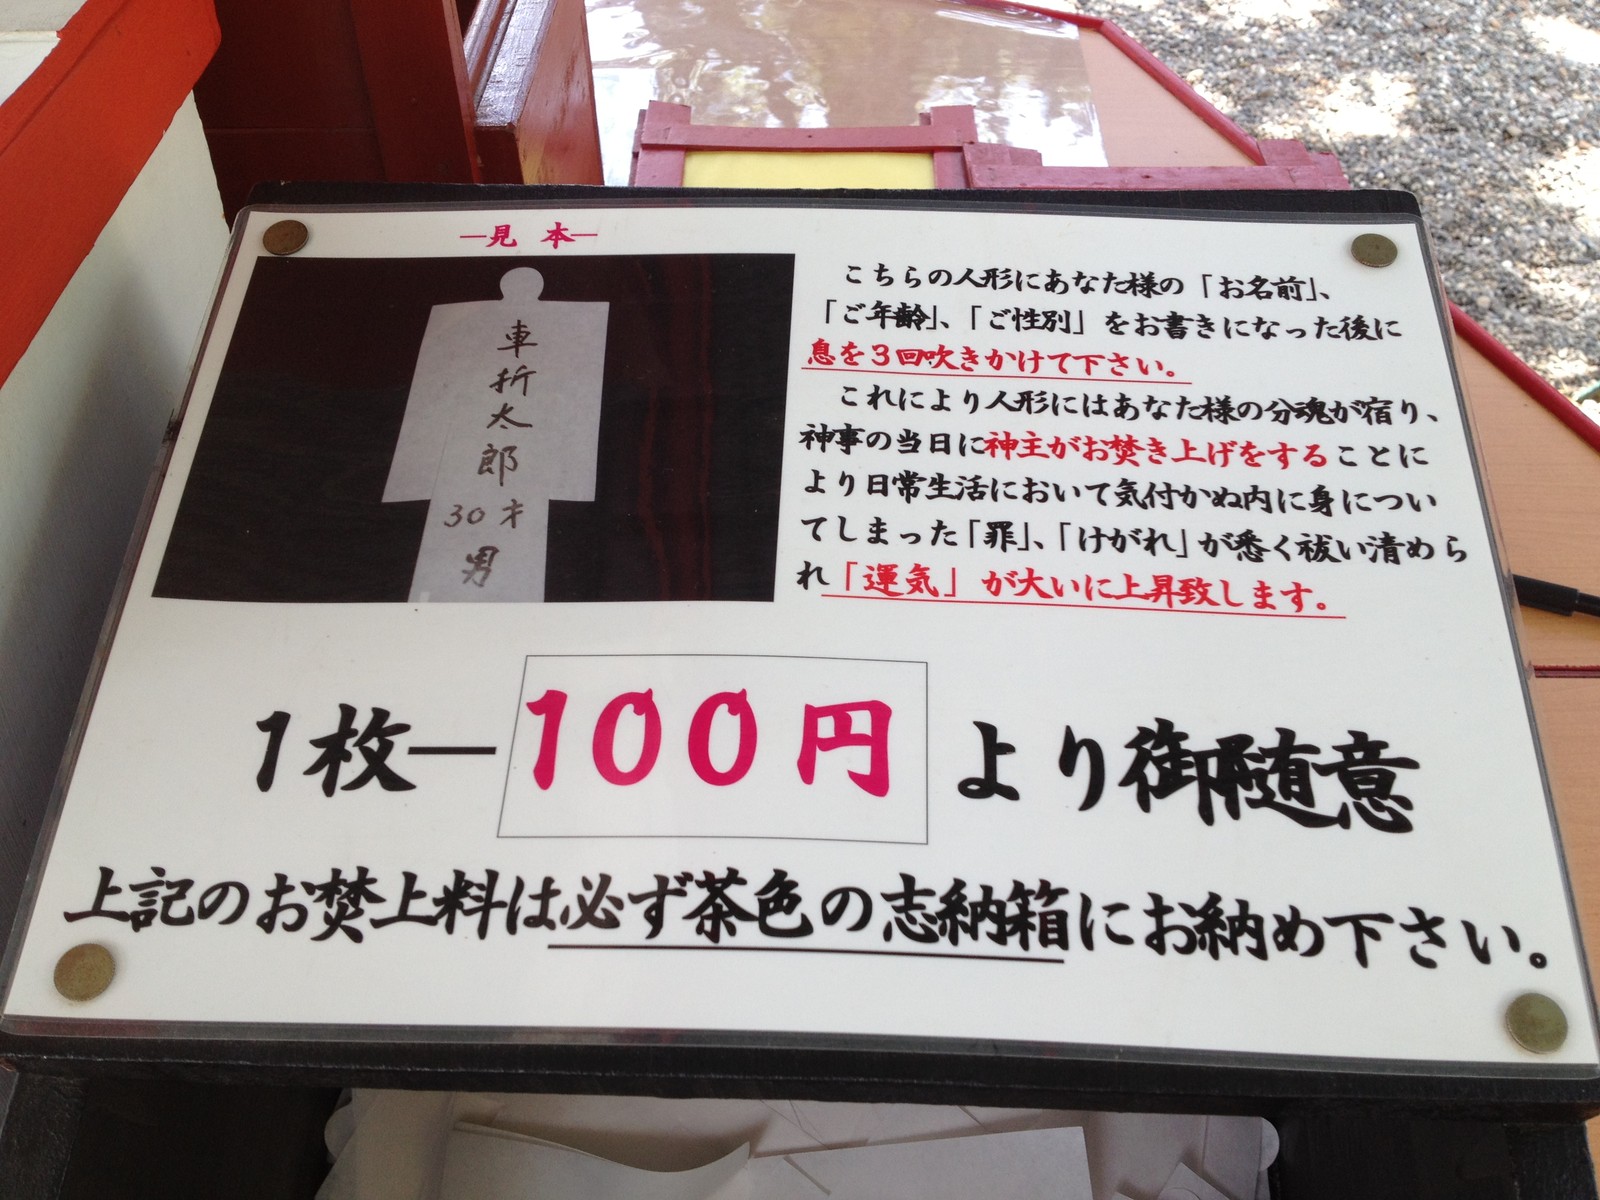 ―見 本―
車折太郎
30才
男
こちらの人形にあなた様の「お名前」、
「ご年齢」、「ご性別」をお書きになった後に
息を3回吹きかけて下さい。
これにより人形にはあなた様の分魂が宿り、
神事の当日に神主がお焚き上げをすることに
より日常生活において気付かぬ内に身につい
てしまった「罪」、「けがれ」が悉く祓い清めら
れ「運気」が大いに上昇致します。
1枚―100円より御随意
上記のお焚上料は必ず茶色の志納箱にお納め下さい。